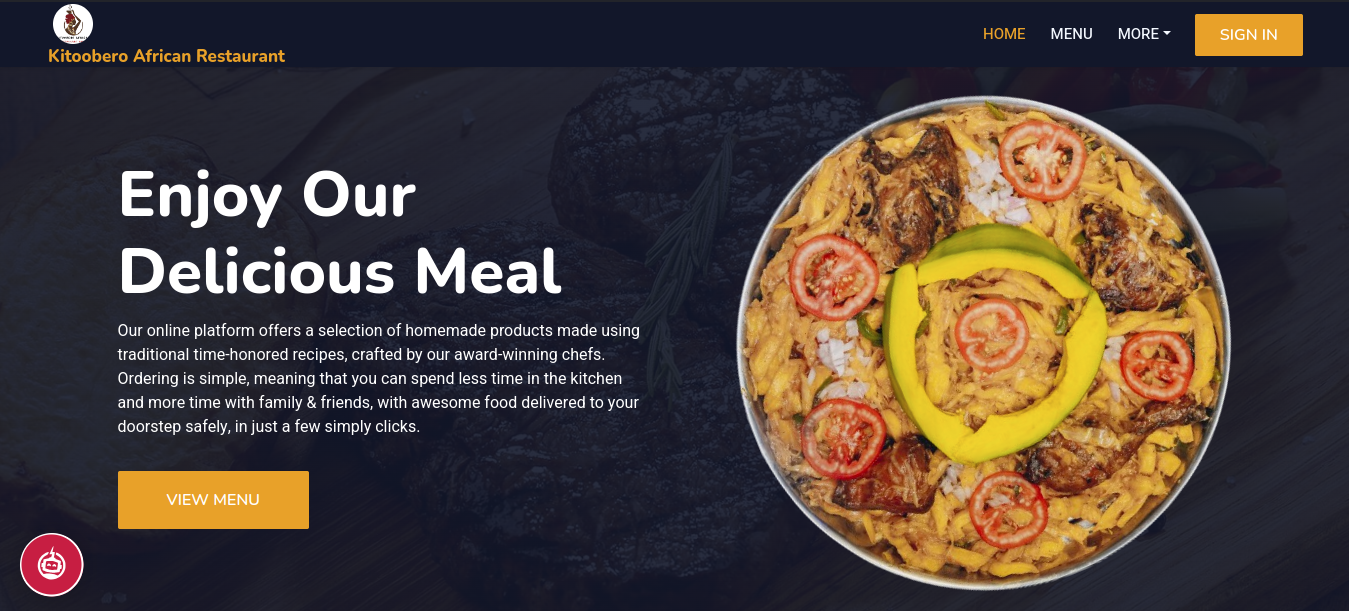 Kitoobero African Restaurant
HOME
MENU
MORE
SIGN IN
Enjoy Our
Delicious Meal
Our online platform offers a selection of homemade products made using
traditional time-honored recipes, crafted by our award-winning chefs.
Ordering is simple, meaning that you can spend less time in the kitchen
and more time with family & friends, with awesome food delivered to your
doorstep safely, in just a few simply clicks.
VIEW MENU